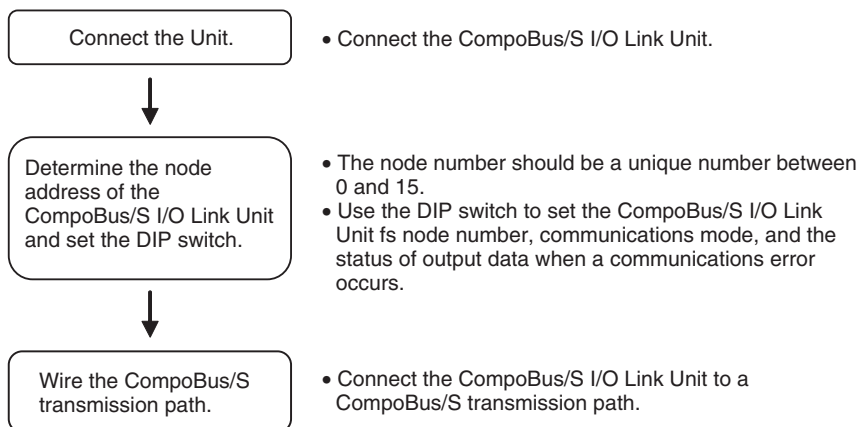 Connect the Unit.
• Connect the CompoBus/S I/O Link Unit.
Determine the node
address of the
CompoBus/S I/O Link Unit
and set the DIP switch.
• The node number should be a unique number between
0 and 15.
• Use the DIP switch to set the CompoBus/S I/O Link
Unit fs node number, communications mode, and the
status of output data when a communications error
occurs.
Wire the CompoBus/S
transmission path.
• Connect the CompoBus/S I/O Link Unit to a
CompoBus/S transmission path.